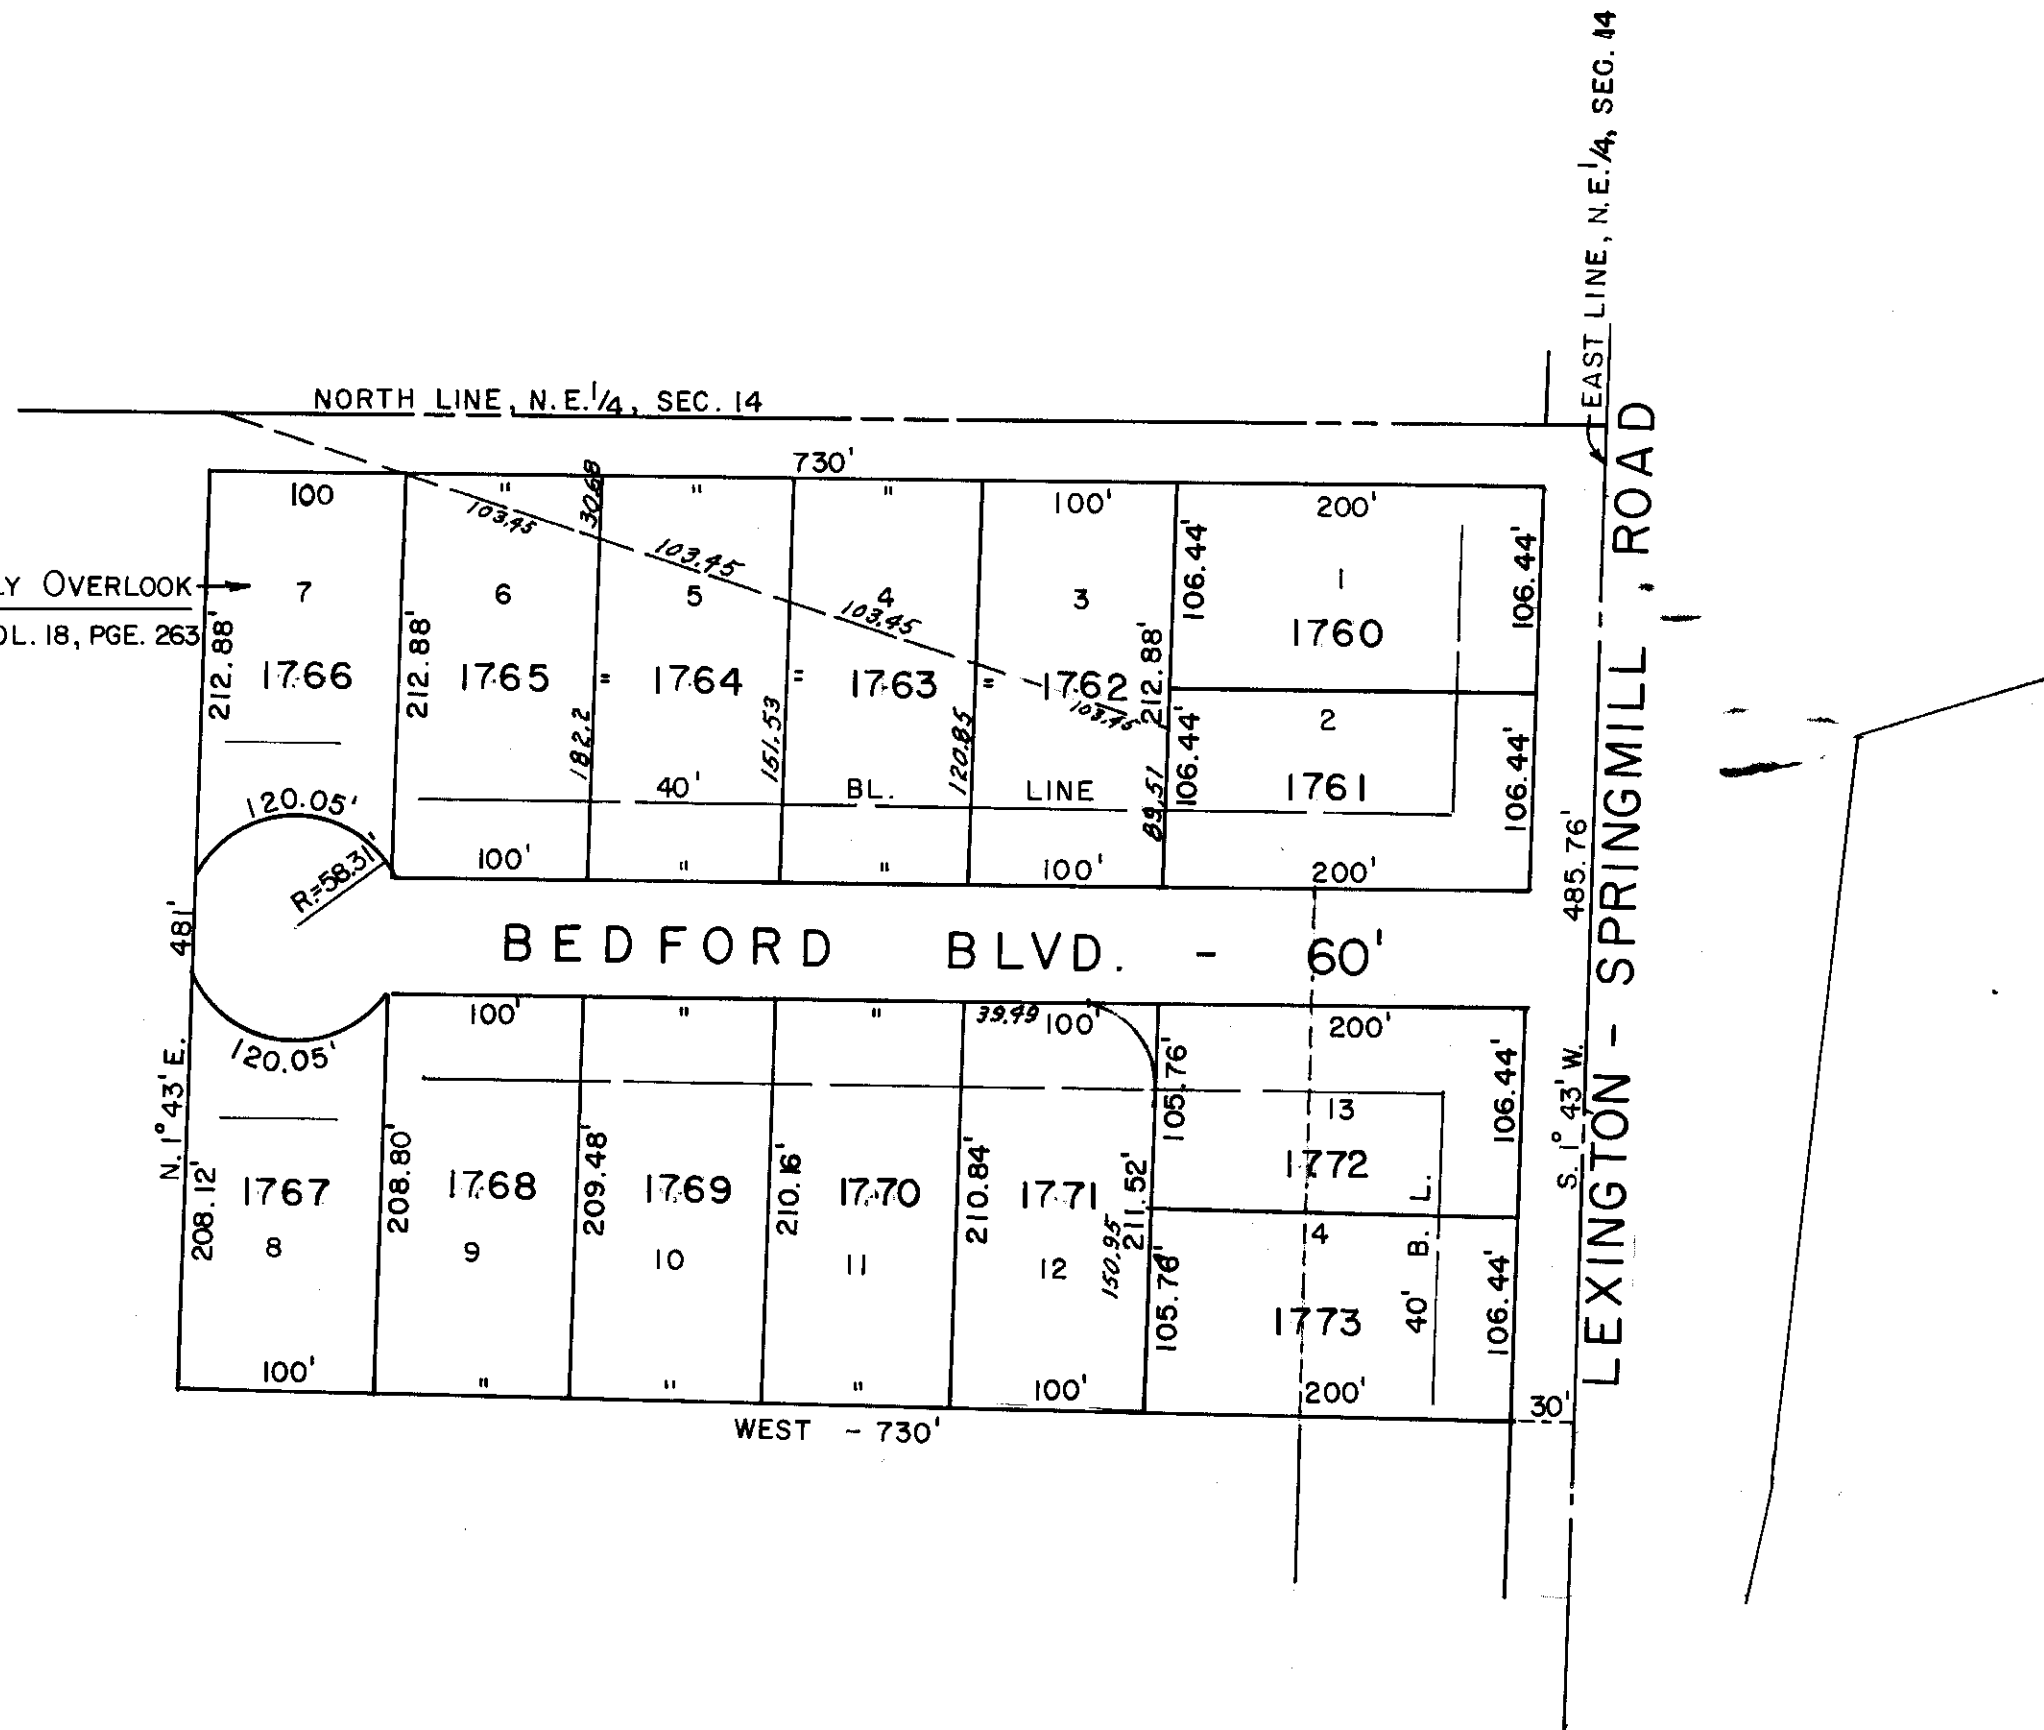 EAST LINE, N.E. 1/4, SEC. 14
NORTH LINE, N.E. 1/4, SEC. 14
730'
100 " " " 100' 200'
103.45 30.68
103.45
103.45
103.45
LY OVERLOOK
OL. 18, PGE. 263
7 6 5 4 3 1
1766 1765 = 1764 = 1763 = 1762 1760
212.88' 212.88' 212.88' 106.44' 106.44'
2
1761
106.44' 106.44'
182.2 151.53 120.85 89.51
40' BL. LINE
120.05'
R.=58.31'
100' " " 100' 200'
BEDFORD BLVD. - 60'
481'
N. 1° 43' E.
485.76'
S. 1° 43' W.
LEXINGTON - SPRINGMILL ROAD
120.05'
100' " " 39.49 100' 200'
105.76' 106.44'
13
1772
208.12' 208.80' 209.48' 210.16' 210.84' 211.52'
1767 1768 1769 1770 1771
8 9 10 11 12
150.95
14
1773
105.76' 106.44'
40' B. L.
100' " " " 100' 200' 30'
WEST - 730'